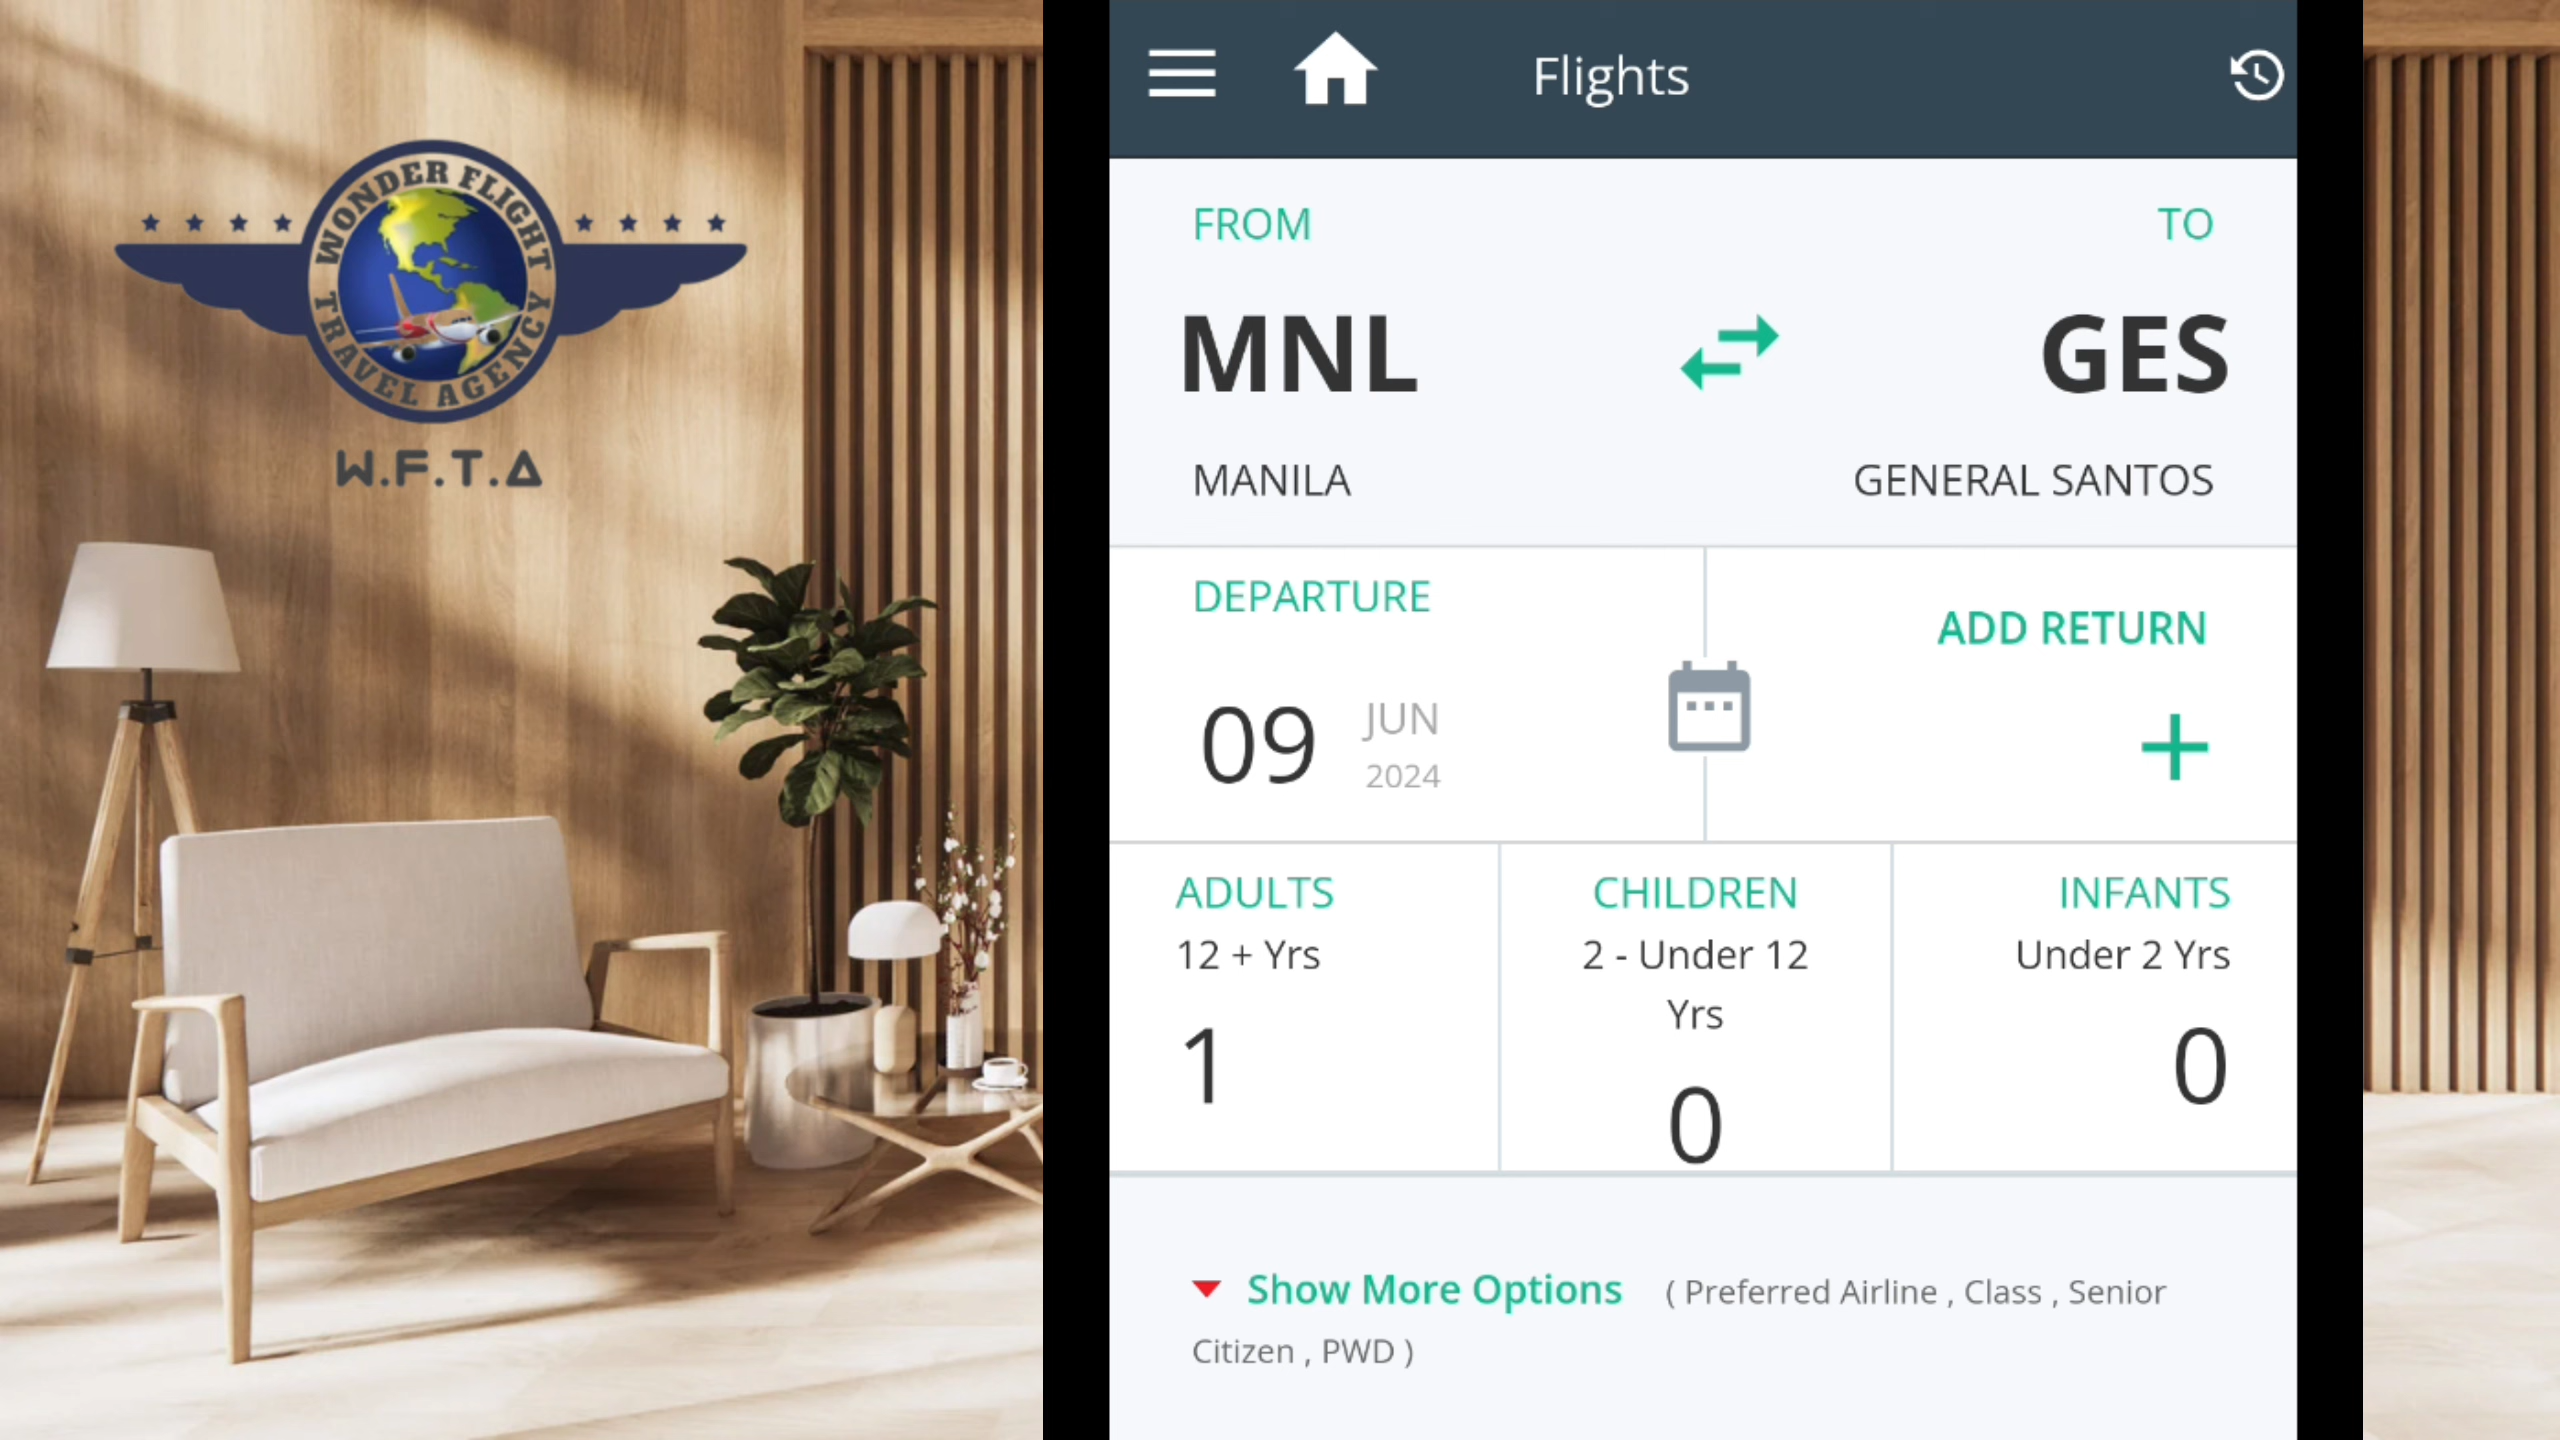 WONDER FLIGHT
TRAVEL AGENCY
W.F.T.A
Flights
FROM
TO
MNL
GES
MANILA
GENERAL SANTOS
DEPARTURE
ADD RETURN
09
JUN
2024
+
ADULTS
CHILDREN
INFANTS
12 + Yrs
2 - Under 12
Yrs
Under 2 Yrs
1
0
0
Show More Options ( Preferred Airline , Class , Senior
Citizen , PWD )